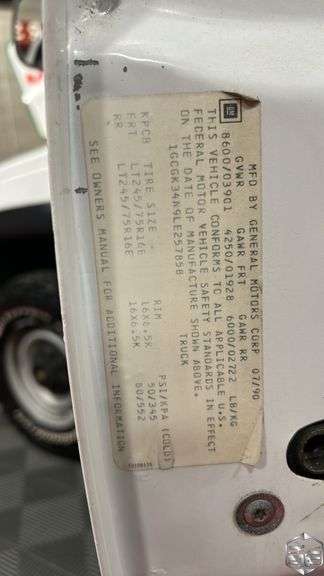 GM
MFD BY GENERAL MOTORS CORP 07/90
GVWR GAWR FRT GAWR RR
8600/03901 4250/01928 6000/02722 LB/KG
THIS VEHICLE CONFORMS TO ALL APPLICABLE U.S.
FEDERAL MOTOR VEHICLE SAFETY STANDARDS IN EFFECT
ON THE DATE OF MANUFACTURE SHOWN ABOVE.
1GCGK34A9LE257858 TRUCK
KPCB TIRE SIZE RIM PSI/KPA (COLD)
FRT LT245/75R16E 16X6.5K 50/345
RR LT245/75R16E 16X6.5K 80/552
SEE OWNERS MANUAL FOR ADDITIONAL INFORMATION